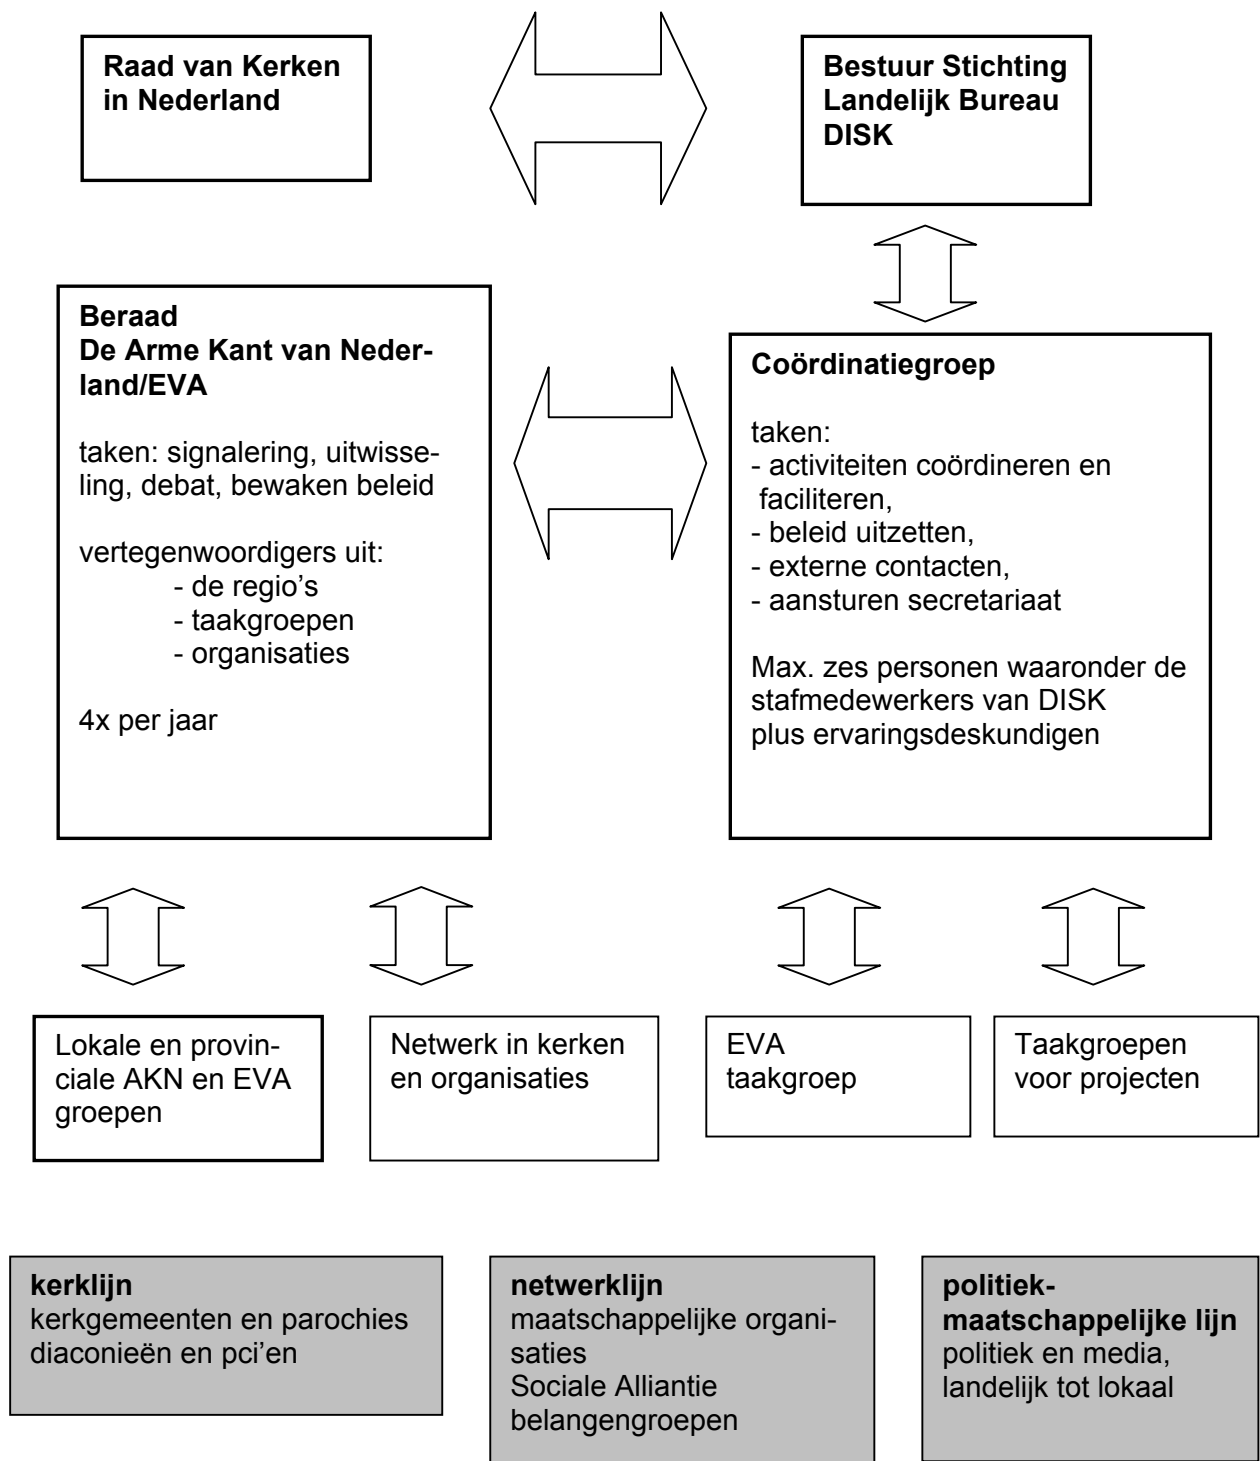 Raad van Kerken
in Nederland
Bestuur Stichting
Landelijk Bureau
DISK
Beraad
De Arme Kant van Neder-
land/EVA
taken: signalering, uitwisse-
ling, debat, bewaken beleid
vertegenwoordigers uit:
- de regio's
- taakgroepen
- organisaties
4x per jaar
Coördinatiegroep
taken:
- activiteiten coördineren en
faciliteren,
- beleid uitzetten,
- externe contacten,
- aansturen secretariaat
Max. zes personen waaronder de
stafmedewerkers van DISK
plus ervaringsdeskundigen
Lokale en provin-
ciale AKN en EVA
groepen
Netwerk in kerken
en organisaties
EVA
taakgroep
Taakgroepen
voor projecten
kerklijn
kerkgemeenten en parochies
diaconieën en pci'en
netwerklijn
maatschappelijke organi-
saties
Sociale Alliantie
belangengroepen
politiek-
maatschappelijke lijn
politiek en media,
landelijk tot lokaal